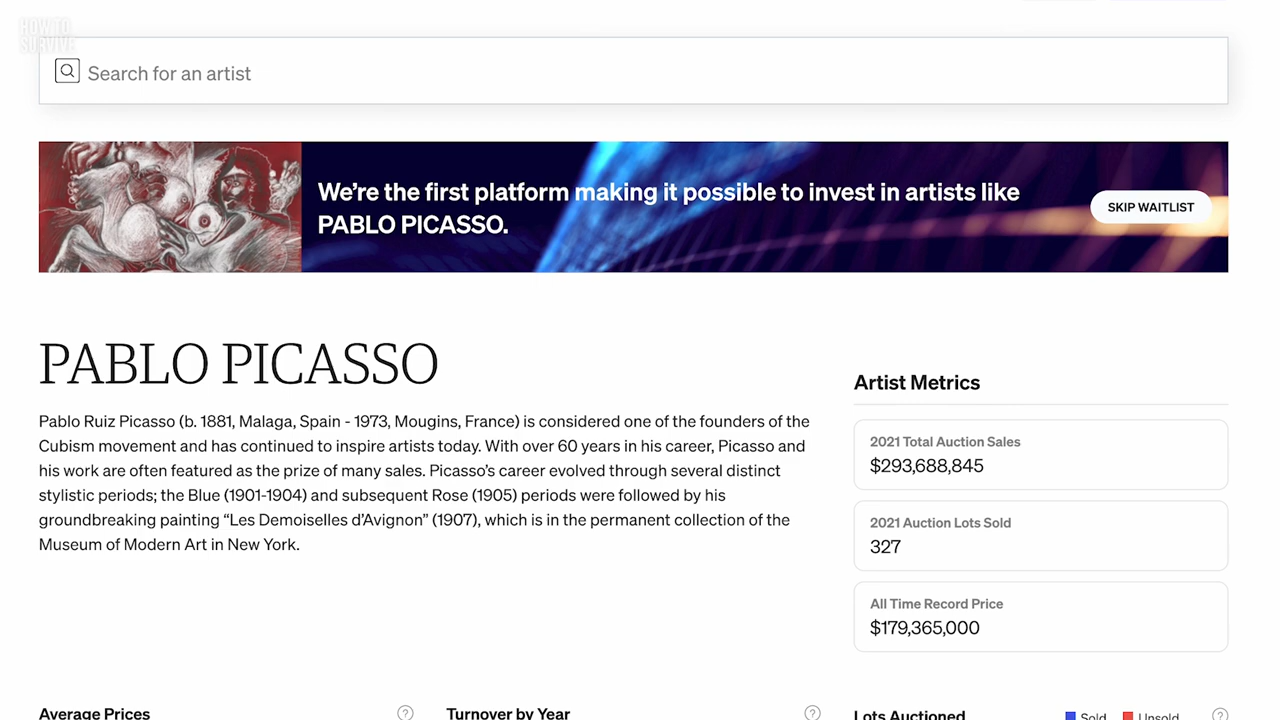 HOW TO
SURVIVE
Search for an artist
We’re the first platform making it possible to invest in artists like
PABLO PICASSO.
SKIP WAITLIST
PABLO PICASSO
Pablo Ruiz Picasso (b. 1881, Malaga, Spain - 1973, Mougins, France) is considered one of the founders of the
Cubism movement and has continued to inspire artists today. With over 60 years in his career, Picasso and
his work are often featured as the prize of many sales. Picasso’s career evolved through several distinct
stylistic periods; the Blue (1901-1904) and subsequent Rose (1905) periods were followed by his
groundbreaking painting “Les Demoiselles d’Avignon” (1907), which is in the permanent collection of the
Museum of Modern Art in New York.
Artist Metrics
2021 Total Auction Sales
$293,688,845
2021 Auction Lots Sold
327
All Time Record Price
$179,365,000
Average Prices
?
Turnover by Year
?
Lots Auctioned
Sold
Unsold
?